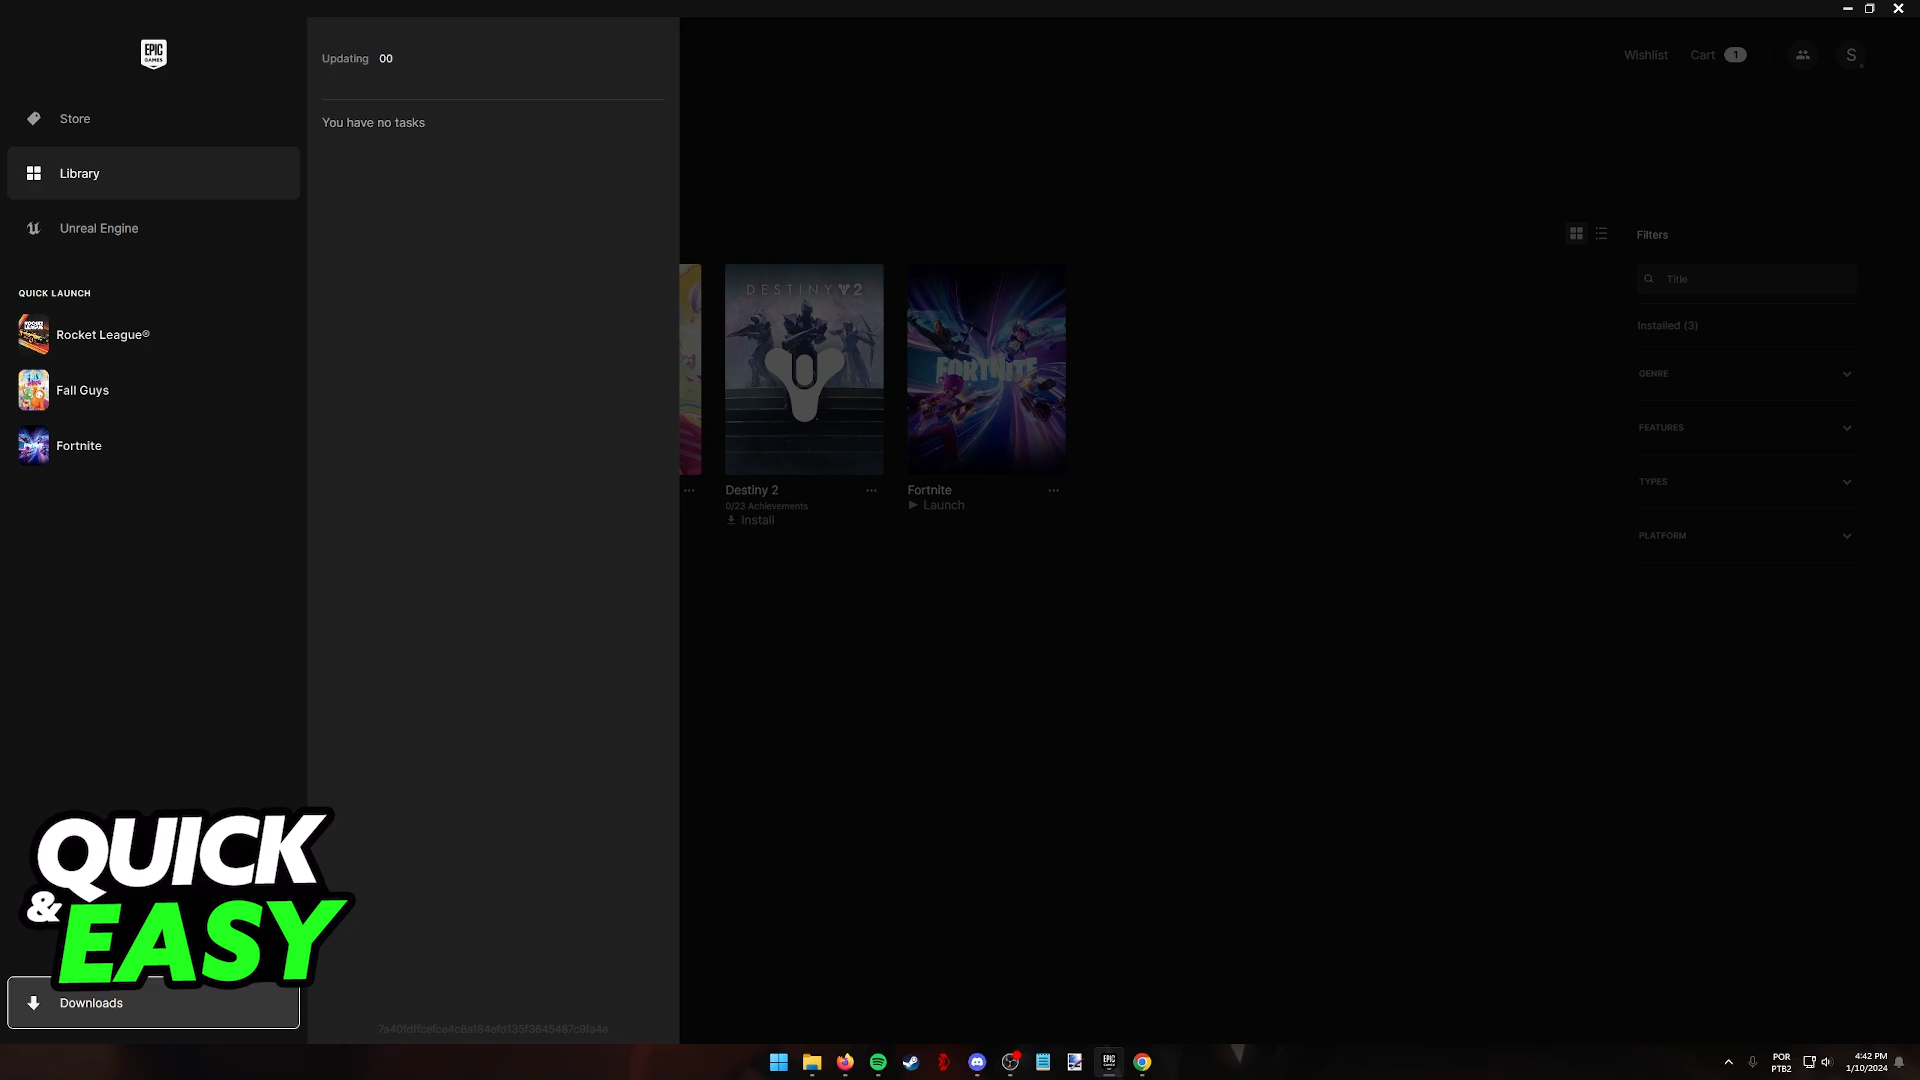 EPIC
GAMES
Store
Library
Unreal Engine
QUICK LAUNCH
Rocket League®
Fall Guys
Fortnite
QUICK
& EASY
Downloads
Updating 00
You have no tasks
7a40fdffcefce4c8a184efd135f3645487c9fa4e
Wishlist
Cart 1
S
DESTINY 2
FORTNITE
Destiny 2 ...
0/23 Achievements
Install
Fortnite ...
Launch
Filters
Title
Installed (3)
GENRE
FEATURES
TYPES
PLATFORM
EPIC
GAMES
POR
PTB2
4:42 PM
1/10/2024